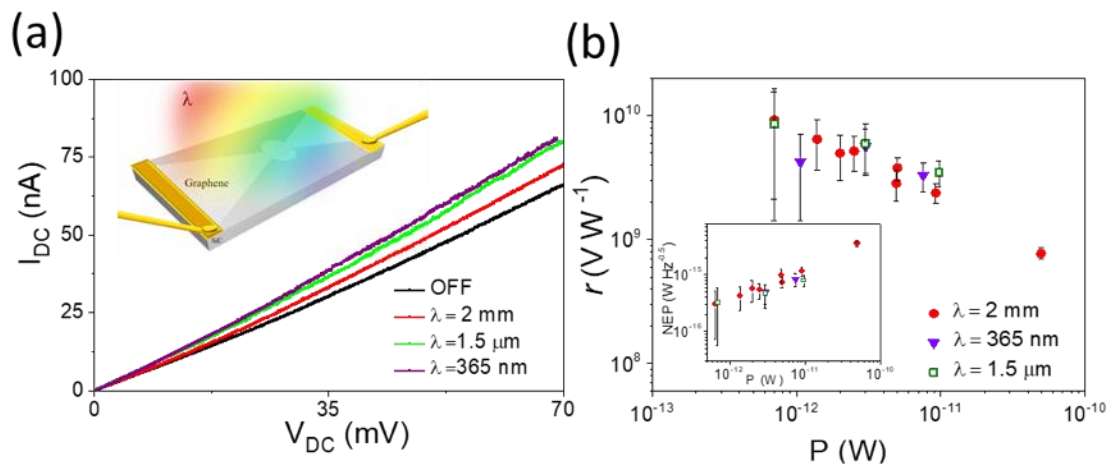 (a)
(b)
100
75
50
25
0
I_DC (nA)
λ
Graphene
OFF
λ = 2 mm
λ = 1.5 μm
λ =365 nm
0
35
70
V_DC (mV)
10^10
10^9
10^8
r (V W^-1)
NEP (W Hz^-0.5)
10^-15
10^-16
10^-12
10^-11
10^-10
P (W)
λ = 2 mm
λ = 365 nm
λ = 1.5 μm
10^-13
10^-12
10^-11
10^-10
P (W)